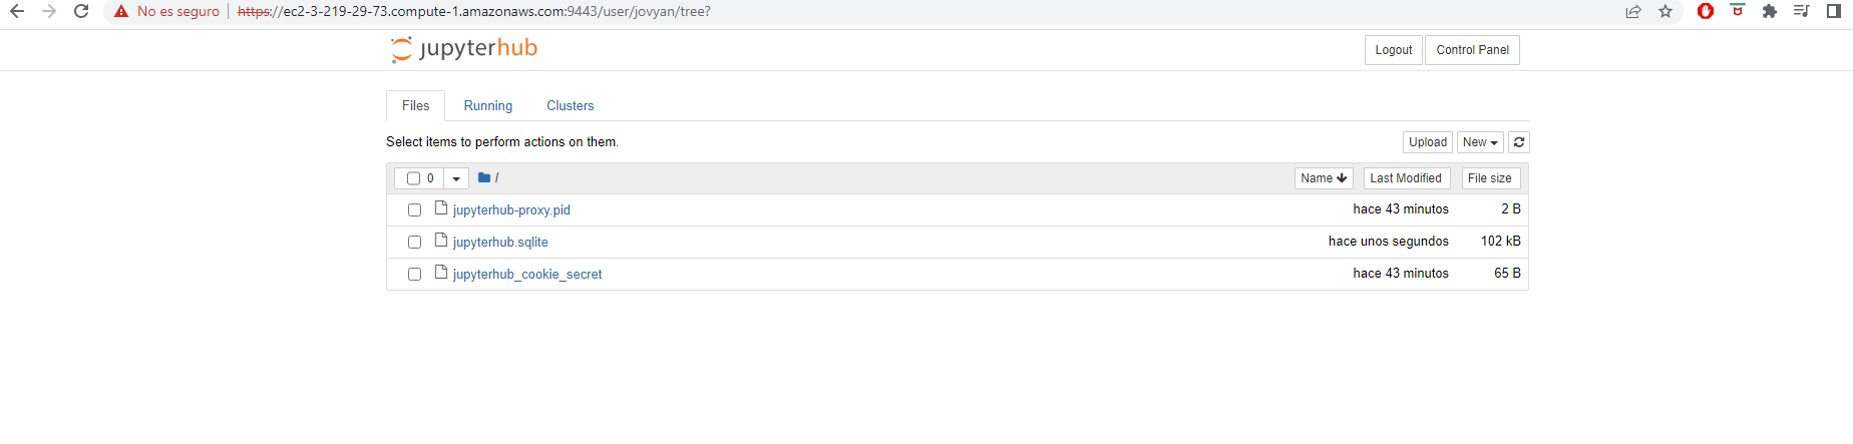 No es seguro | https://ec2-3-219-29-73.compute-1.amazonaws.com:9443/user/jovyan/tree?
jupyterhub
Logout Control Panel
Files Running Clusters
Select items to perform actions on them.
Upload New
0 / Name Last Modified File size
jupyterhub-proxy.pid hace 43 minutos 2 B
jupyterhub.sqlite hace unos segundos 102 kB
jupyterhub_cookie_secret hace 43 minutos 65 B